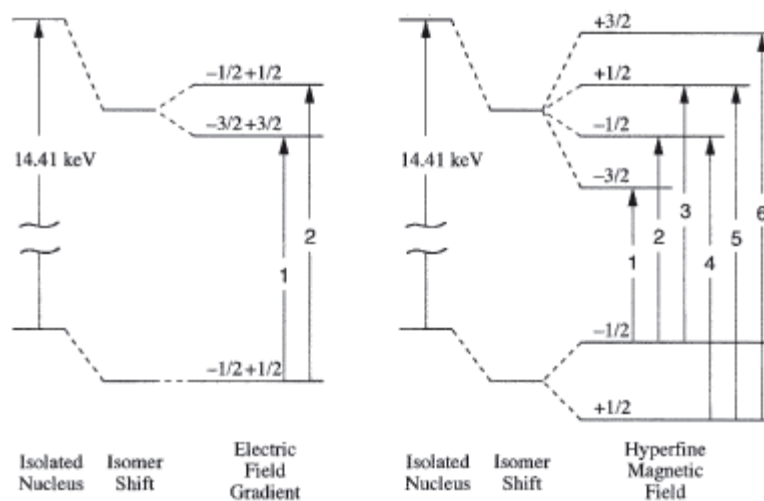 +3/2
−1/2 +1/2
+1/2
−3/2 +3/2
−1/2
14.41 keV
14.41 keV
−3/2
1
2
1
2
3
4
5
6
−1/2
−1/2 +1/2
+1/2
Isolated
Nucleus
Isomer
Shift
Electric
Field
Gradient
Isolated
Nucleus
Isomer
Shift
Hyperfine
Magnetic
Field